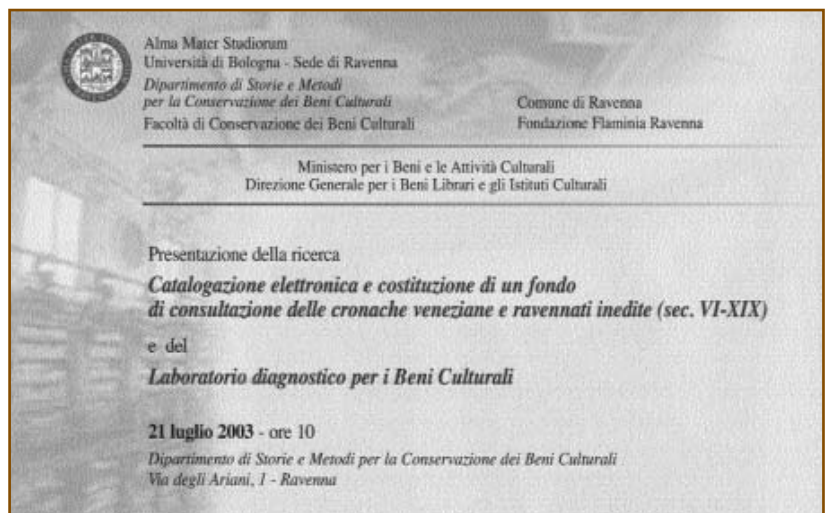 Alma Mater Studiorum
Università di Bologna - Sede di Ravenna
Dipartimento di Storie e Metodi
per la Conservazione dei Beni Culturali
Facoltà di Conservazione dei Beni Culturali
Comune di Ravenna
Fondazione Flaminia Ravenna
Ministero per i Beni e le Attività Culturali
Direzione Generale per i Beni Librari e gli Istituti Culturali
Presentazione della ricerca
Catalogazione elettronica e costituzione di un fondo
di consultazione delle cronache veneziane e ravennati inedite (sec. VI-XIX)
e del
Laboratorio diagnostico per i Beni Culturali
21 luglio 2003 - ore 10
Dipartimento di Storie e Metodi per la Conservazione dei Beni Culturali
Via degli Ariani, 1 - Ravenna